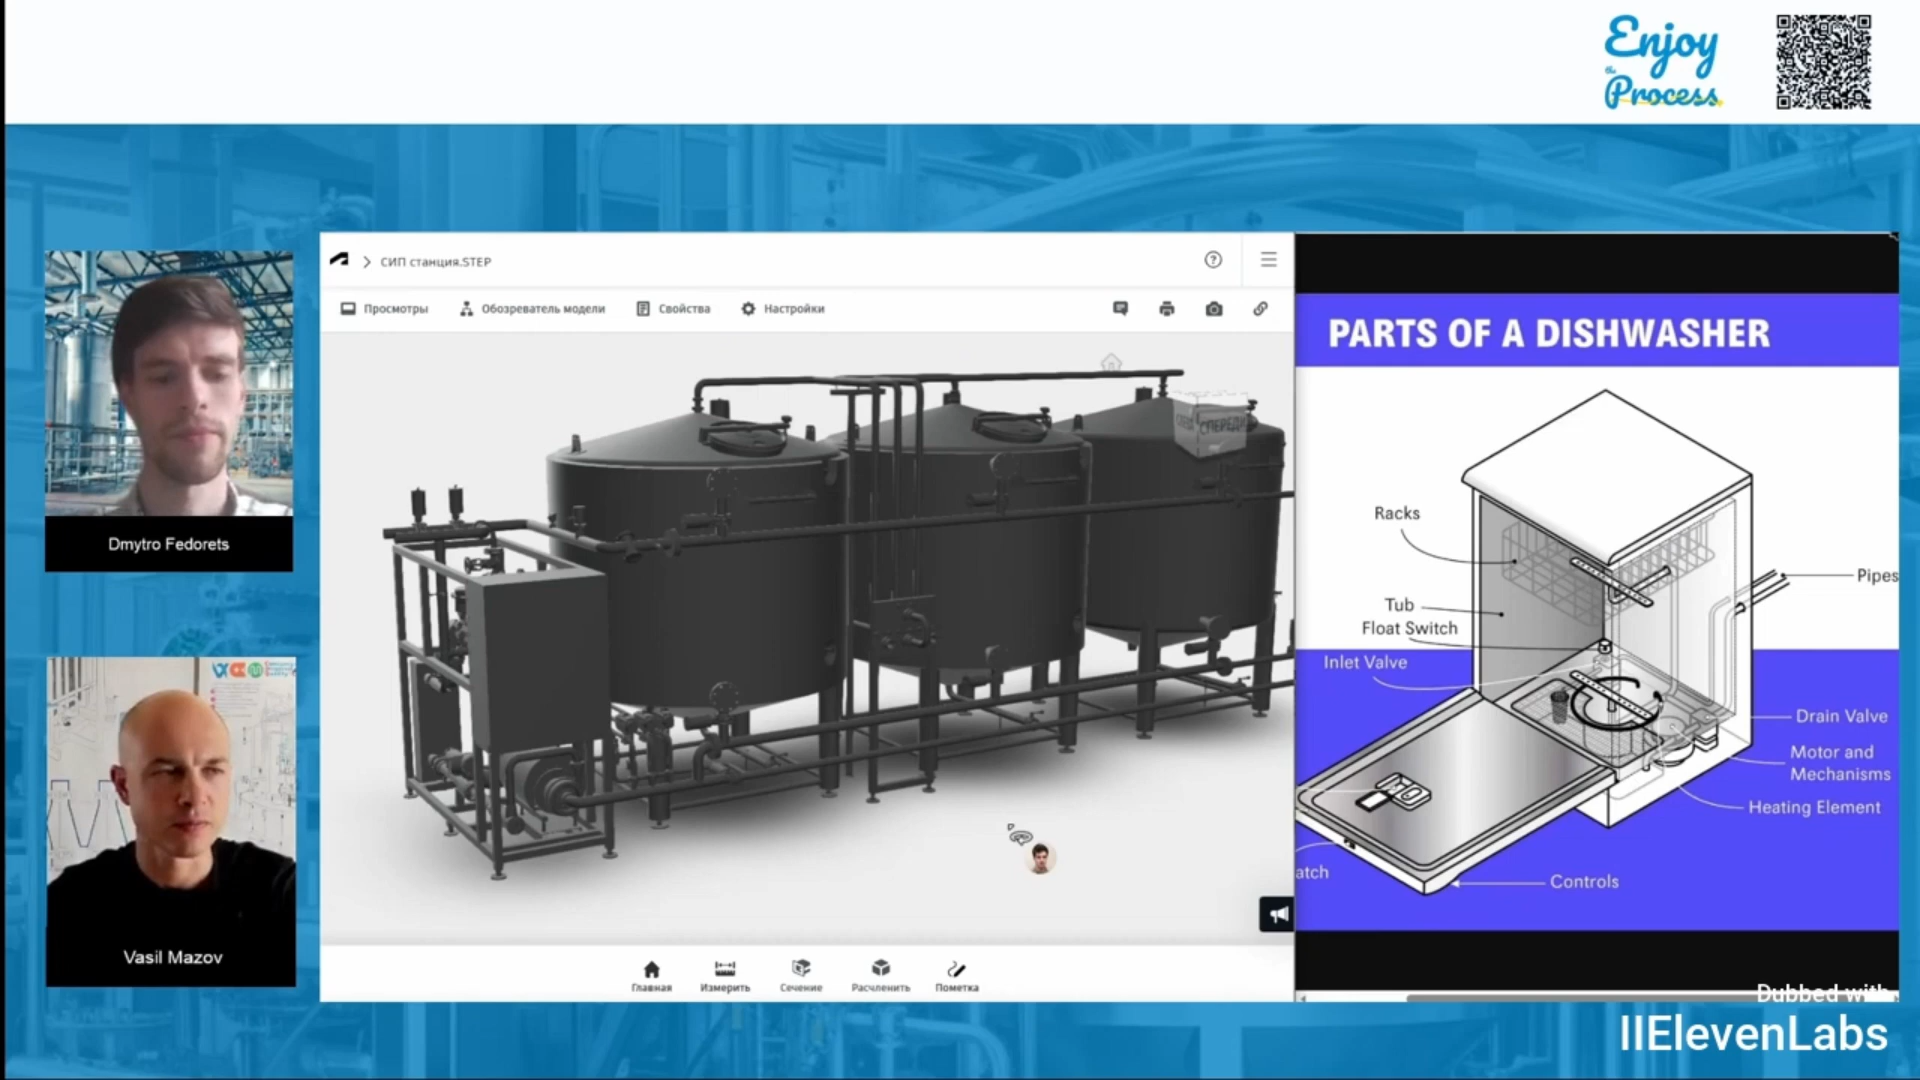 Enjoy
the
Process
СИП станция.STEP
Просмотры
Обозреватель модели
Свойства
Настройки
СПЕРЕДИ
Dmytro Fedorets
Vasil Mazov
Главная
Измерить
Сечение
Расчленить
Пометка
PARTS OF A DISHWASHER
Racks
Pipes
Tub
Float Switch
Inlet Valve
Drain Valve
Motor and
Mechanisms
Heating Element
atch
Controls
Dubbed with
IIElevenLabs